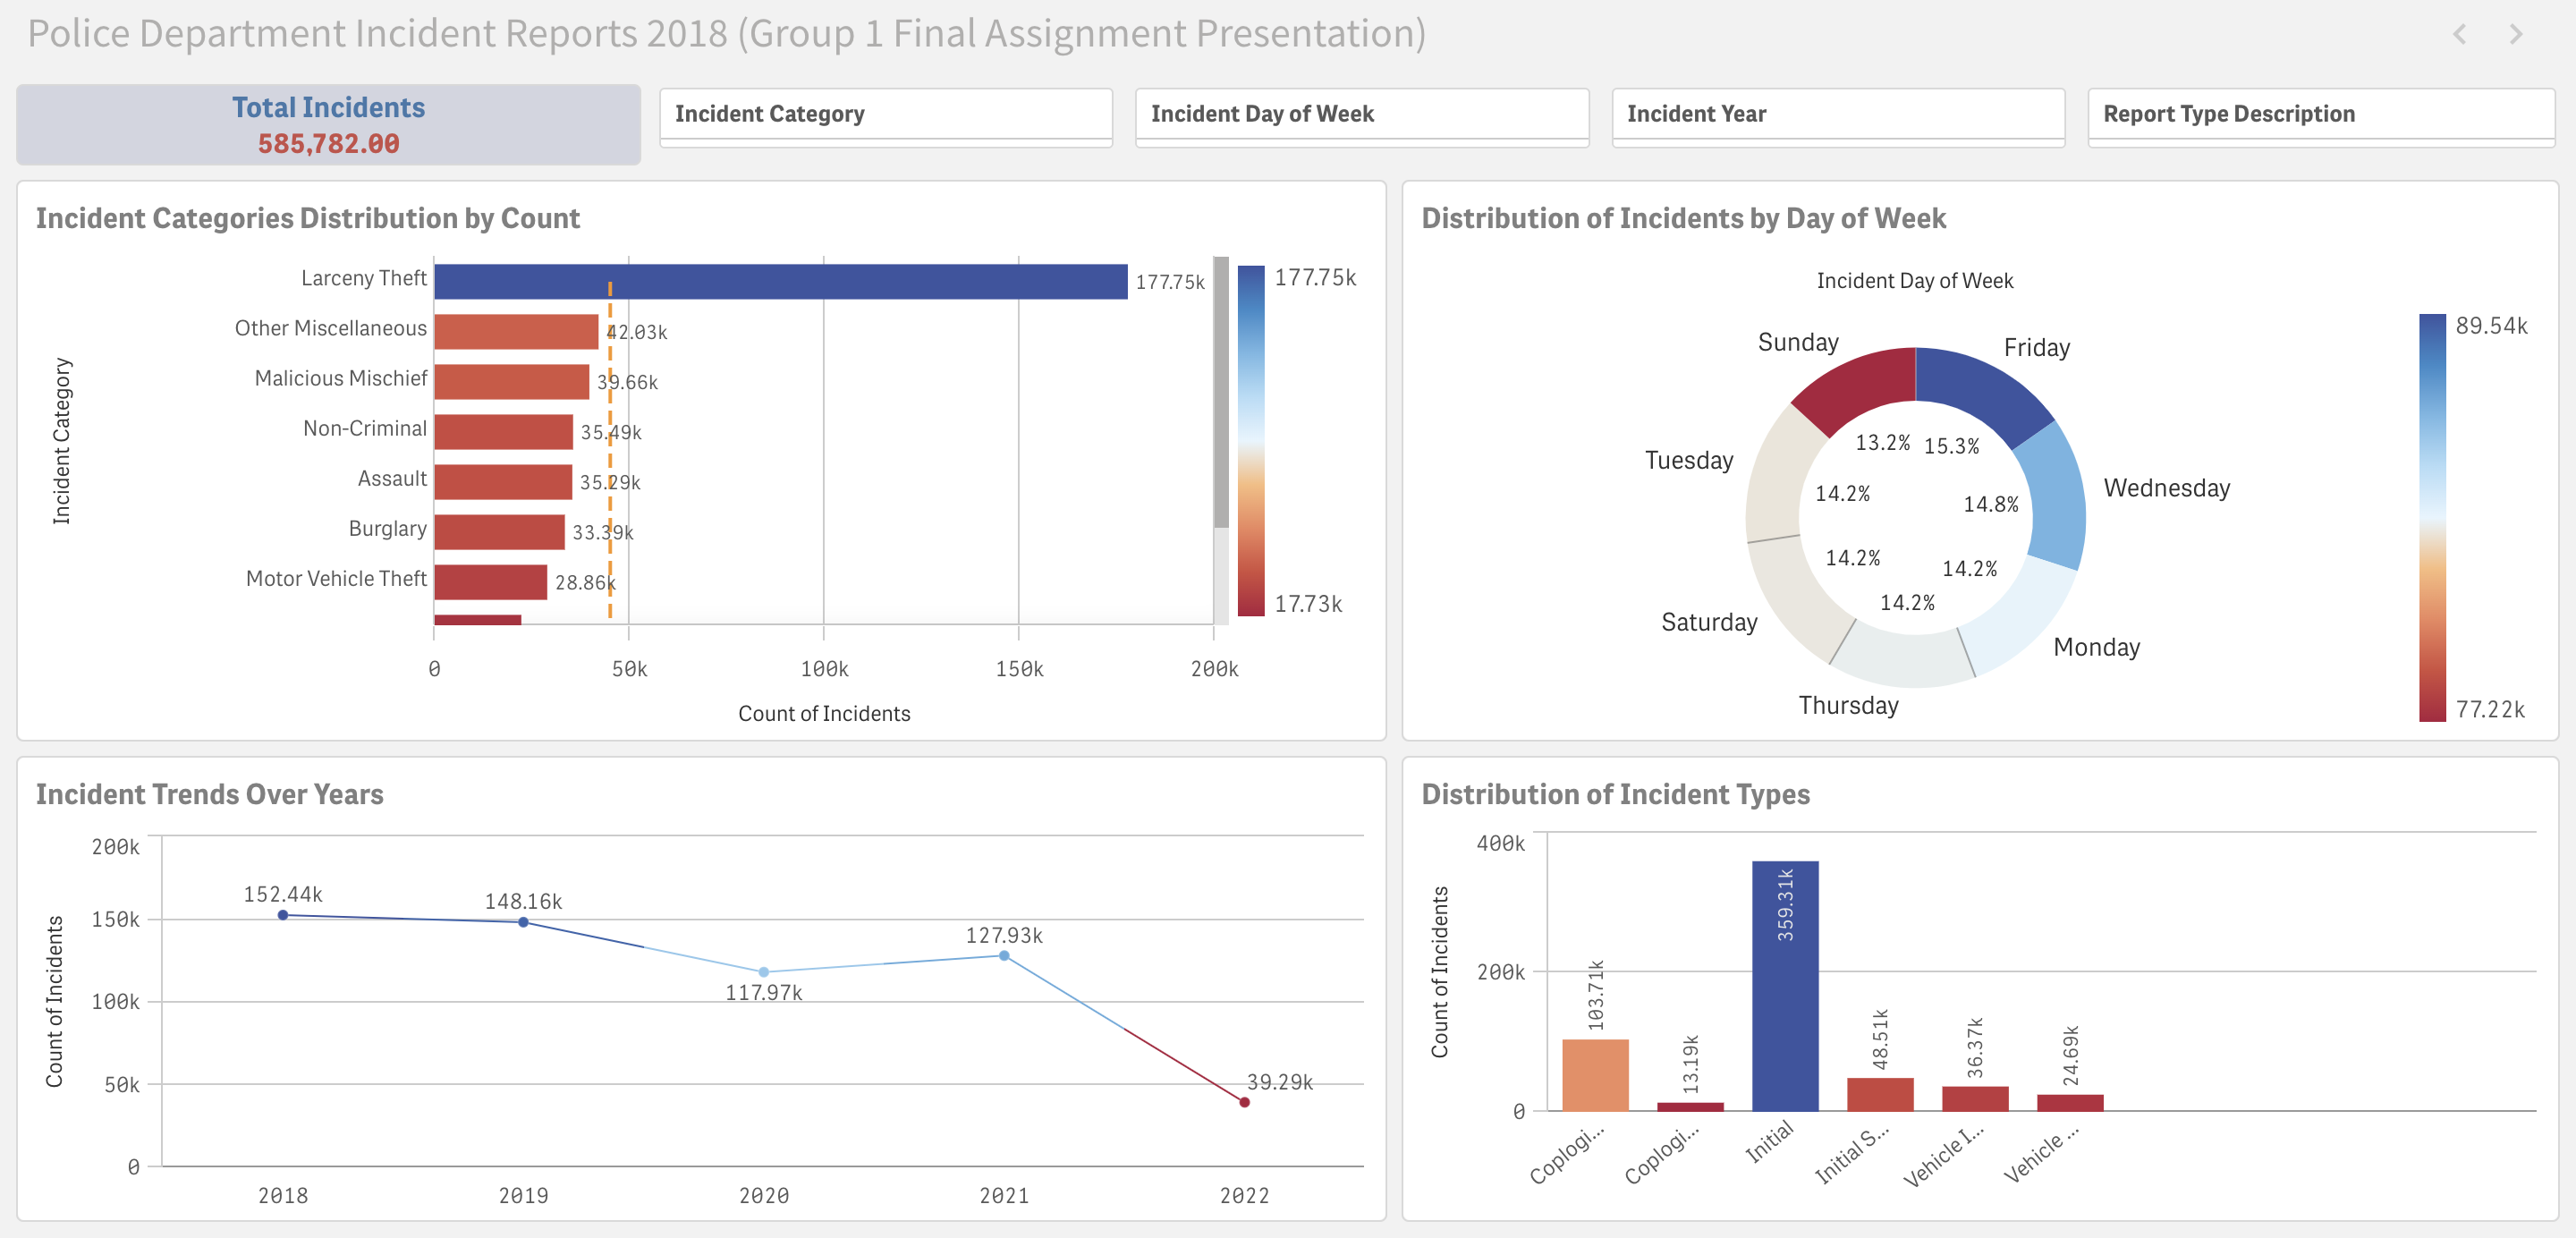 Police Department Incident Reports 2018 (Group 1 Final Assignment Presentation)
Total Incidents
585,782.00
Incident Category
Incident Day of Week
Incident Year
Report Type Description
Incident Categories Distribution by Count
Incident Category
Larceny Theft
177.75k
Other Miscellaneous
42.03k
Malicious Mischief
39.66k
Non-Criminal
35.49k
Assault
35.29k
Burglary
33.39k
Motor Vehicle Theft
28.86k
0
50k
100k
150k
200k
Count of Incidents
177.75k
17.73k
Distribution of Incidents by Day of Week
Incident Day of Week
Sunday
Friday
Tuesday
Wednesday
Saturday
Monday
Thursday
13.2%
15.3%
14.2%
14.8%
14.2%
14.2%
14.2%
89.54k
77.22k
Incident Trends Over Years
Count of Incidents
200k
150k
100k
50k
0
152.44k
148.16k
117.97k
127.93k
39.29k
2018
2019
2020
2021
2022
Distribution of Incident Types
Count of Incidents
400k
200k
0
103.71k
13.19k
359.31k
48.51k
36.37k
24.69k
Coplogi...
Coplogi...
Initial
Initial S...
Vehicle I...
Vehicle ...